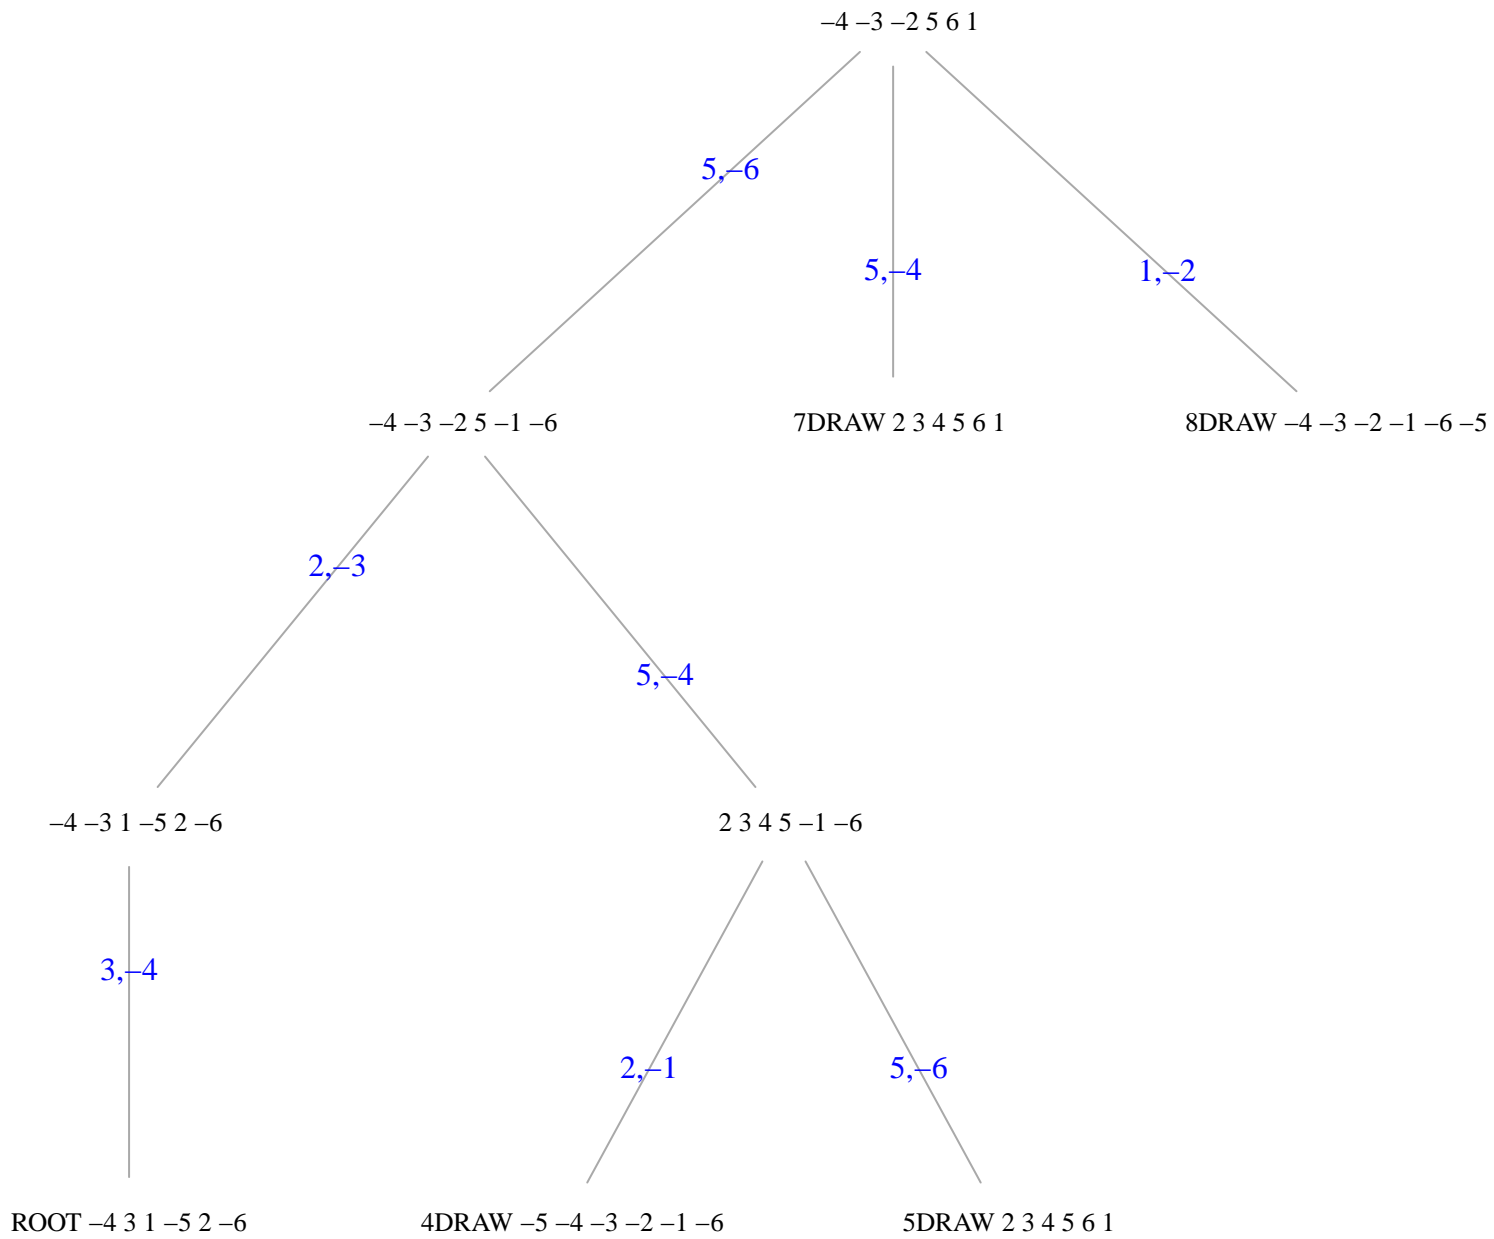 –4 –3 –2 5 6 1
5,–6
5,–4
1,–2
–4 –3 –2 5 –1 –6
7DRAW 2 3 4 5 6 1
8DRAW –4 –3 –2 –1 –6 –5
2,–3
5,–4
–4 –3 1 –5 2 –6
2 3 4 5 –1 –6
3,–4
2,–1
5,–6
ROOT –4 3 1 –5 2 –6
4DRAW –5 –4 –3 –2 –1 –6
5DRAW 2 3 4 5 6 1